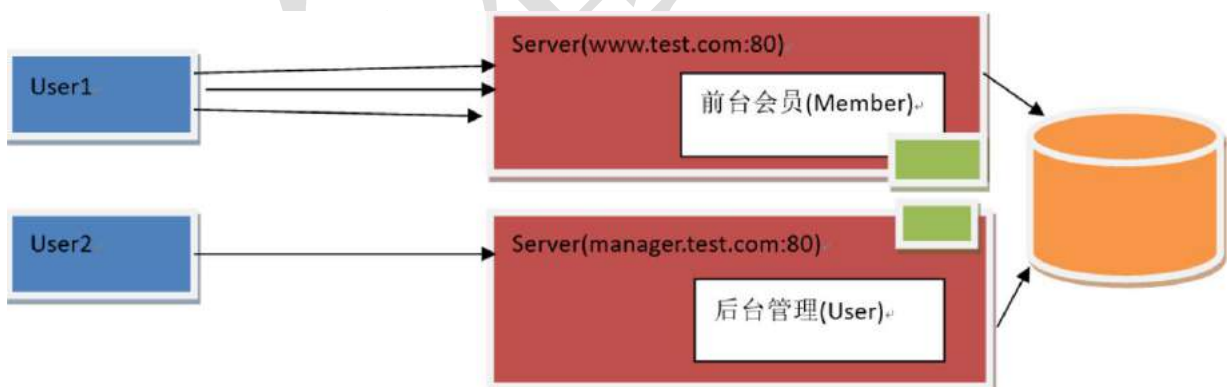 User1
Server(www.test.com:80)
前台会员(Member)
User2
Server(manager.test.com:80)
后台管理(User)